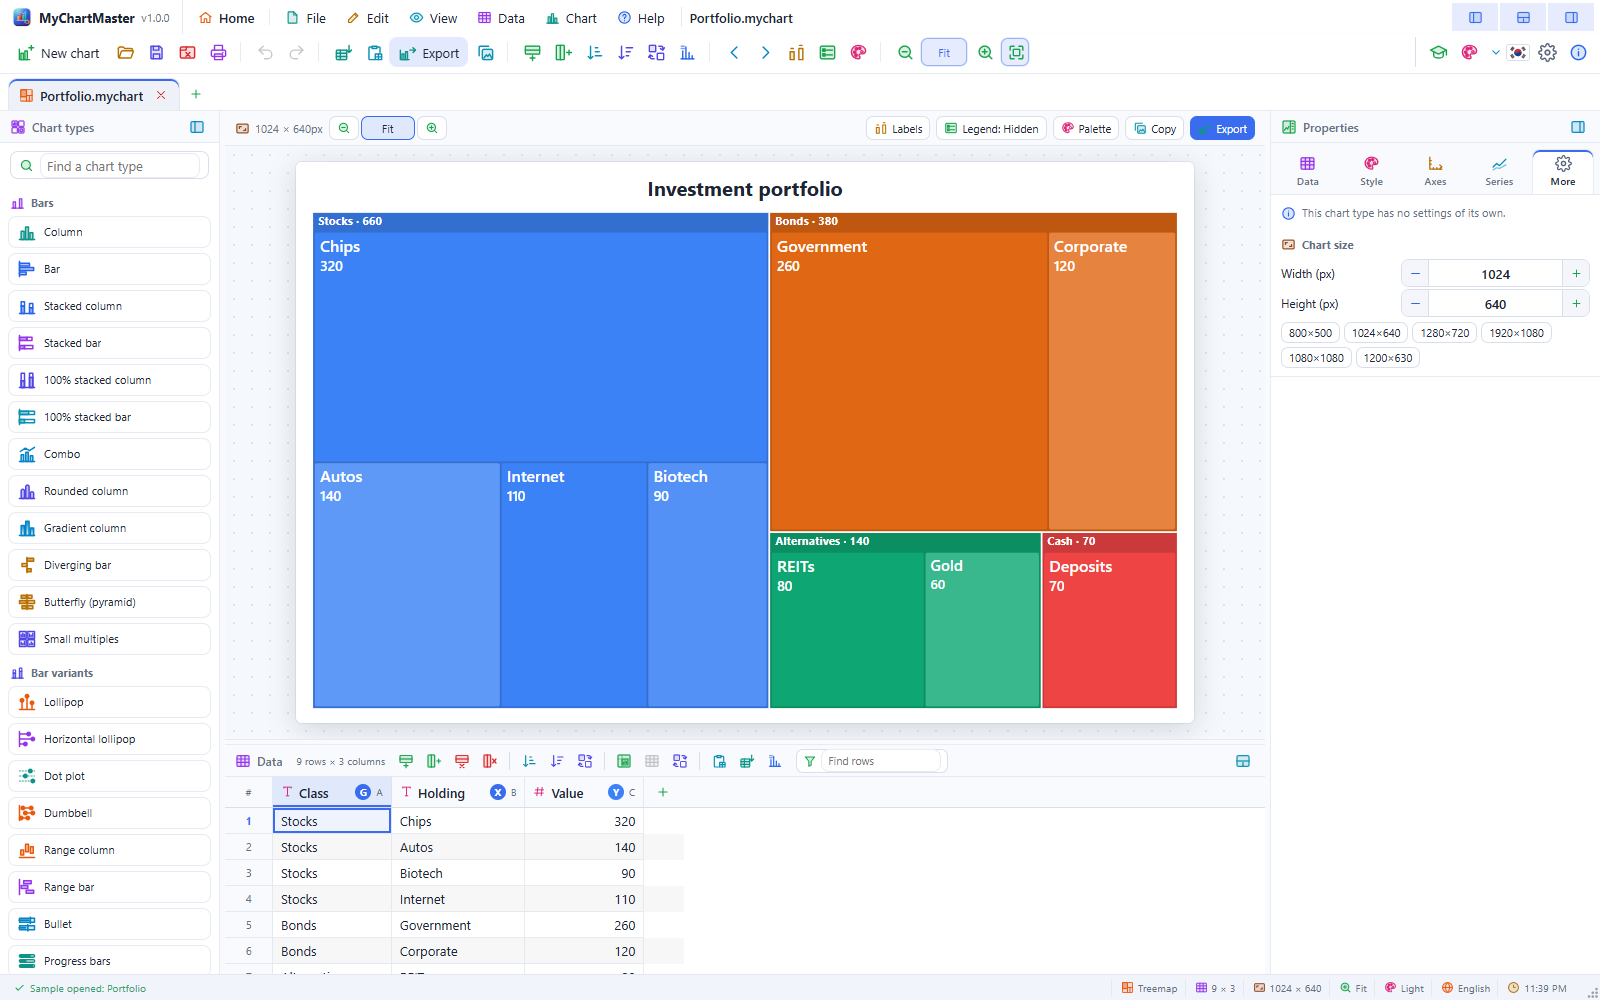 MyChartMaster v1.0.0 Home File Edit View Data Chart Help Portfolio.mychart
New chart Export Fit
Portfolio.mychart
Chart types
Find a chart type
Bars
Column
Bar
Stacked column
Stacked bar
100% stacked column
100% stacked bar
Combo
Rounded column
Gradient column
Diverging bar
Butterfly (pyramid)
Small multiples
Bar variants
Lollipop
Horizontal lollipop
Dot plot
Dumbbell
Range column
Range bar
Bullet
Progress bars
1024 × 640px Fit Labels Legend: Hidden Palette Copy Export
Investment portfolio
Stocks · 660
Chips
320
Autos
140
Internet
110
Biotech
90
Bonds · 380
Government
260
Corporate
120
Alternatives · 140
REITs
80
Gold
60
Cash · 70
Deposits
70
Data 9 rows × 3 columns Find rows
# Class G A Holding X B # Value Y C
1 Stocks Chips 320
2 Stocks Autos 140
3 Stocks Biotech 90
4 Stocks Internet 110
5 Bonds Government 260
6 Bonds Corporate 120
Properties
Data Style Axes Series More
This chart type has no settings of its own.
Chart size
Width (px) 1024
Height (px) 640
800×500 1024×640 1280×720 1920×1080
1080×1080 1200×630
Sample opened: Portfolio Treemap 9 × 3 1024 × 640 Fit Light English 11:39 PM